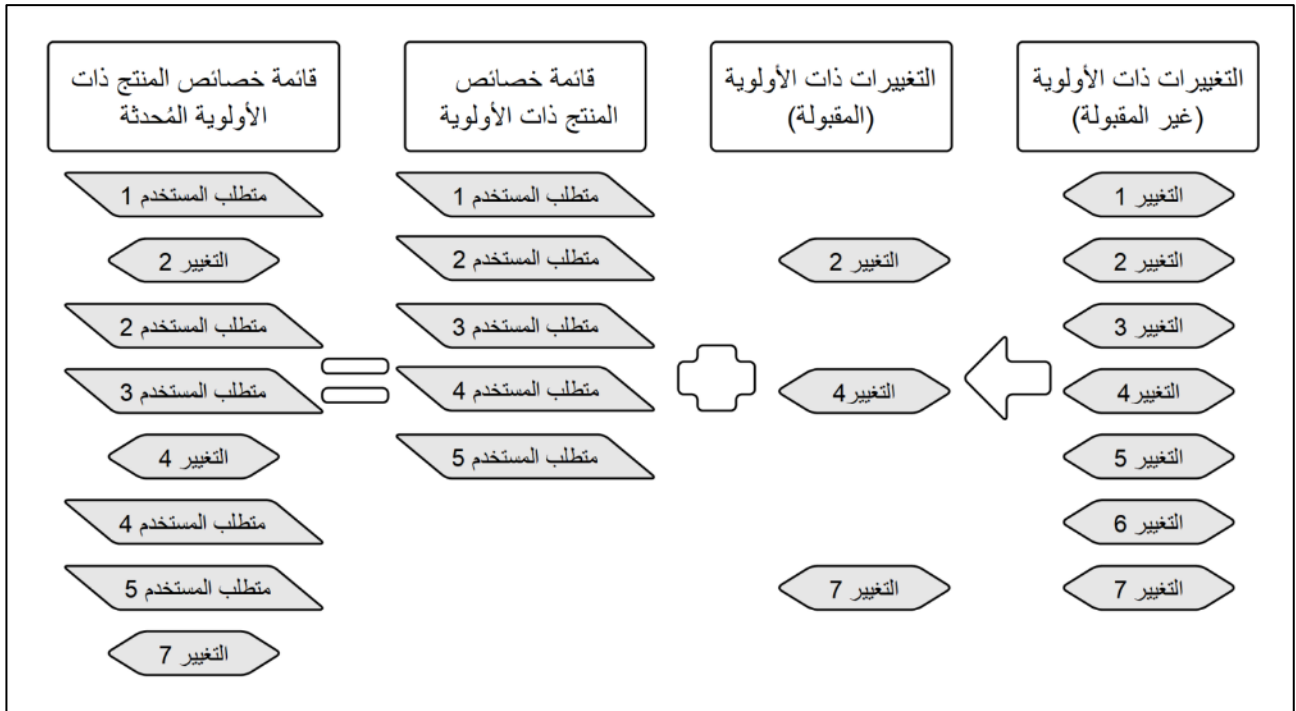 التغييرات ذات الأولوية
(غير المقبولة)
التغيير 1
التغيير 2
التغيير 3
التغيير 4
التغيير 5
التغيير 6
التغيير 7
التغييرات ذات الأولوية
(المقبولة)
التغيير 2
التغيير 4
التغيير 7
قائمة خصائص
المنتج ذات الأولوية
متطلب المستخدم 1
متطلب المستخدم 2
متطلب المستخدم 3
متطلب المستخدم 4
متطلب المستخدم 5
قائمة خصائص المنتج ذات
الأولوية المُحدثة
متطلب المستخدم 1
التغيير 2
متطلب المستخدم 2
متطلب المستخدم 3
التغيير 4
متطلب المستخدم 4
متطلب المستخدم 5
التغيير 7